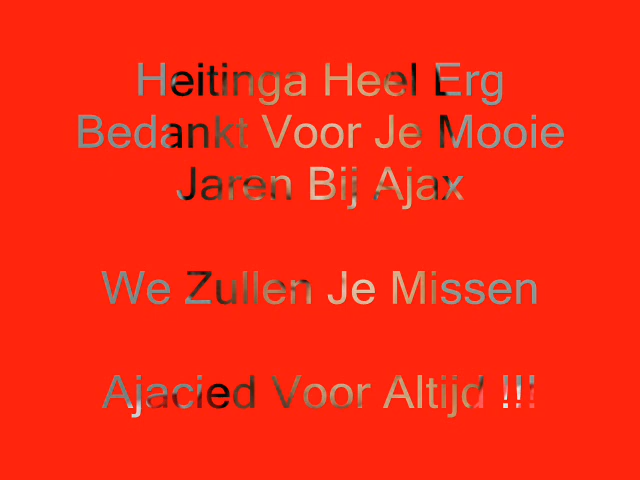 Heitinga Heel Erg
Bedankt Voor Je Mooie
Jaren Bij Ajax
We Zullen Je Missen
Ajacied Voor Altijd !!!